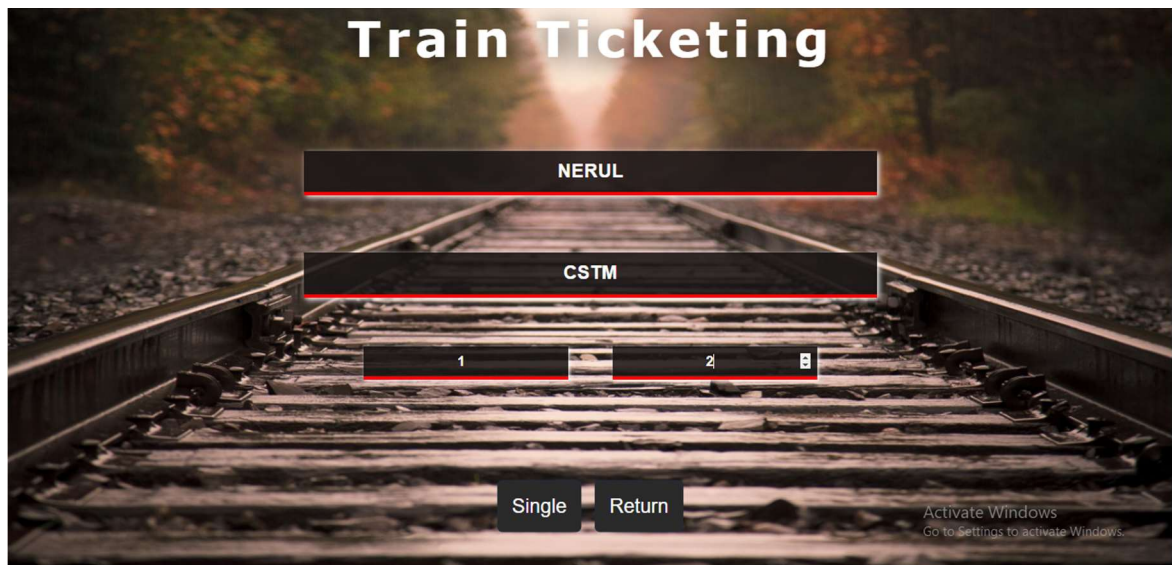 Train Ticketing
NERUL
CSTM
1 2
Single Return
Activate Windows
Go to Settings to activate Windows.